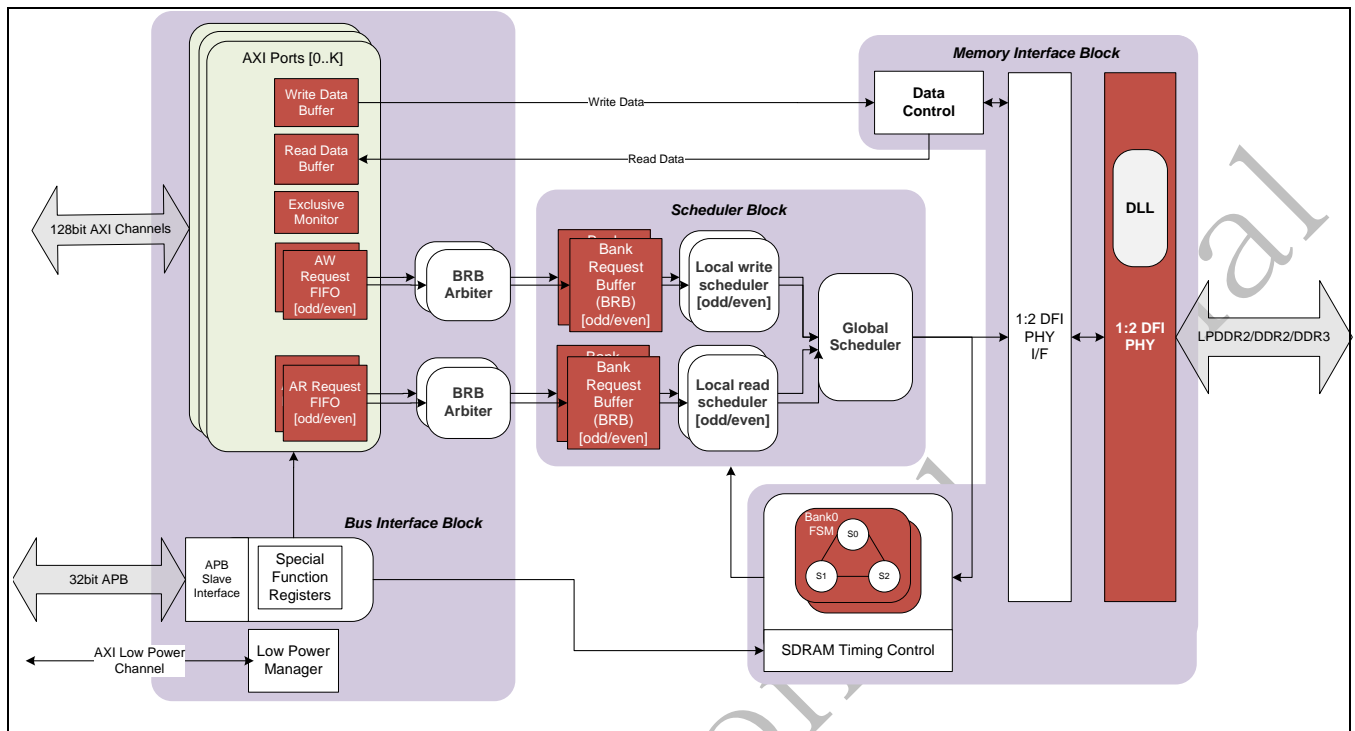 AXI Ports [0..K]
Write Data
Buffer
Read Data
Buffer
Exclusive
Monitor
AW
Request
FIFO
[odd/even]
AR Request
FIFO
[odd/even]
128bit AXI Channels
BRB
Arbiter
BRB
Arbiter
Bus Interface Block
32bit APB
APB
Slave
Interface
Special
Function
Registers
AXI Low Power
Channel
Low Power
Manager
Write Data
Read Data
Scheduler Block
Bank
Request
Buffer
(BRB)
[odd/even]
Bank
Request
Buffer
(BRB)
[odd/even]
Local write
scheduler
[odd/even]
Local read
scheduler
[odd/even]
Global
Scheduler
Memory Interface Block
Data
Control
1:2 DFI
PHY
I/F
DLL
1:2 DFI
PHY
LPDDR2/DDR2/DDR3
Bank0
FSM
S0
S1
S2
SDRAM Timing Control